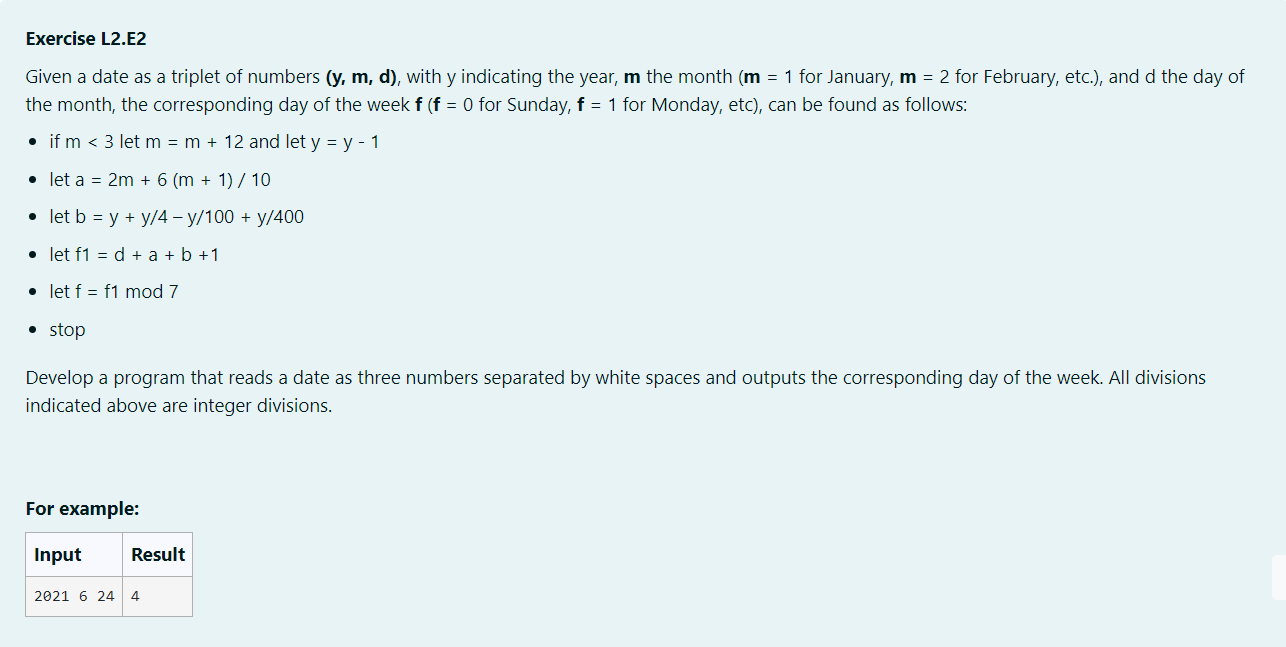 Exercise L2.E2
Given a date as a triplet of numbers (y, m, d), with y indicating the year, m the month (m = 1 for January, m = 2 for February, etc.), and d the day of
the month, the corresponding day of the week f (f = 0 for Sunday, f = 1 for Monday, etc), can be found as follows:
• if m < 3 let m = m + 12 and let y = y - 1
• let a = 2m + 6 (m + 1) / 10
• let b = y + y/4 – y/100 + y/400
• let f1 = d + a + b +1
• let f = f1 mod 7
• stop
Develop a program that reads a date as three numbers separated by white spaces and outputs the corresponding day of the week. All divisions
indicated above are integer divisions.
For example:
Input Result
2021 6 24 4